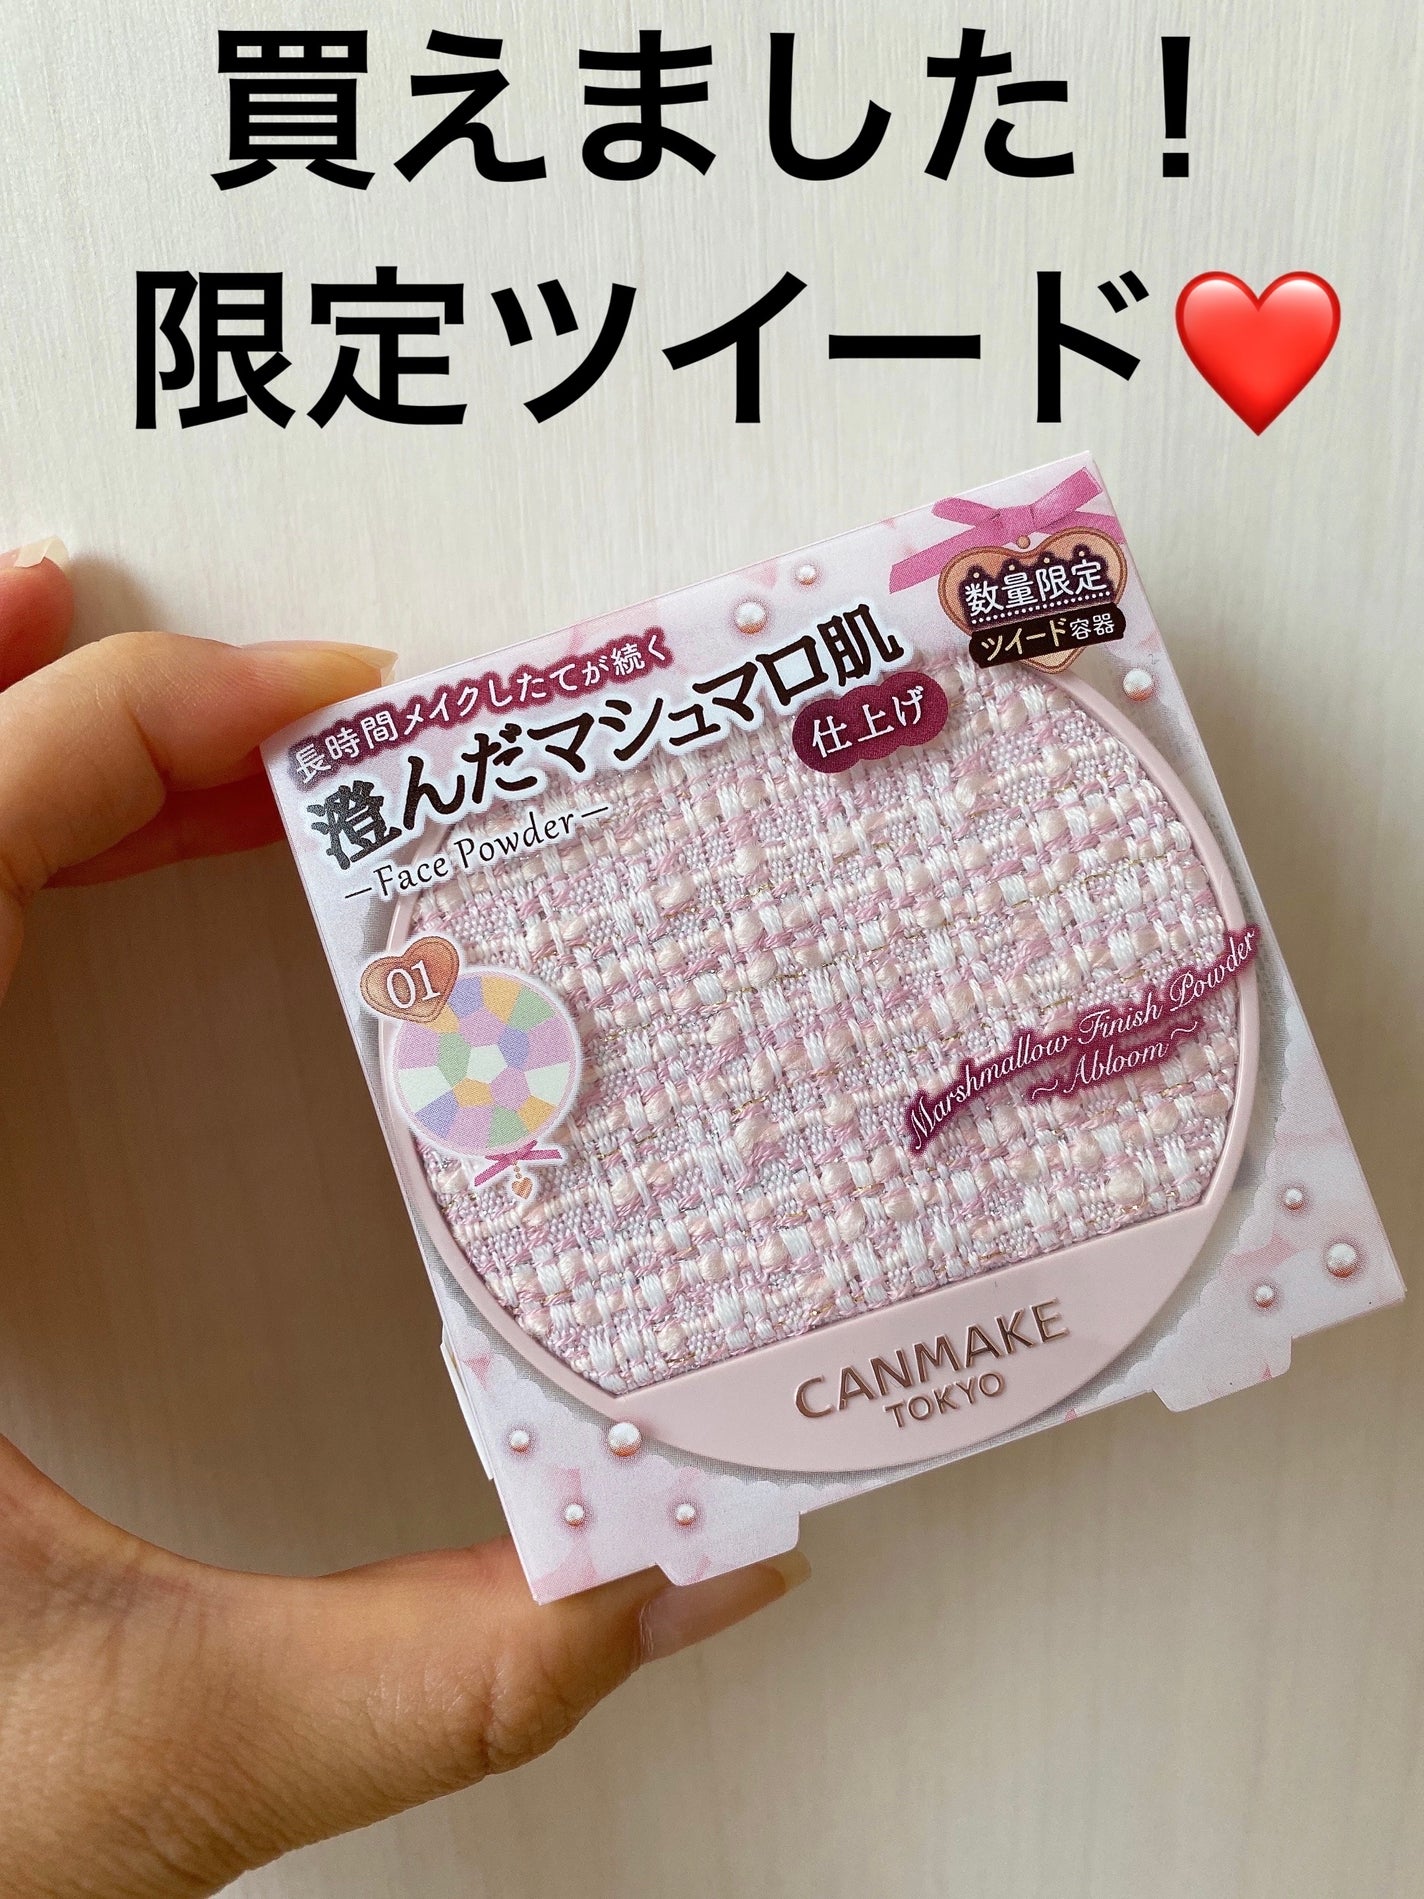 買えました！
限定ツイード❤️
数量限定
ツイード容器
長時間メイクしたてが続く
澄んだマシュマロ肌
仕上げ
—Face Powder—
01
Marshmallow Finish Powder
～Abloom～
CANMAKE
TOKYO